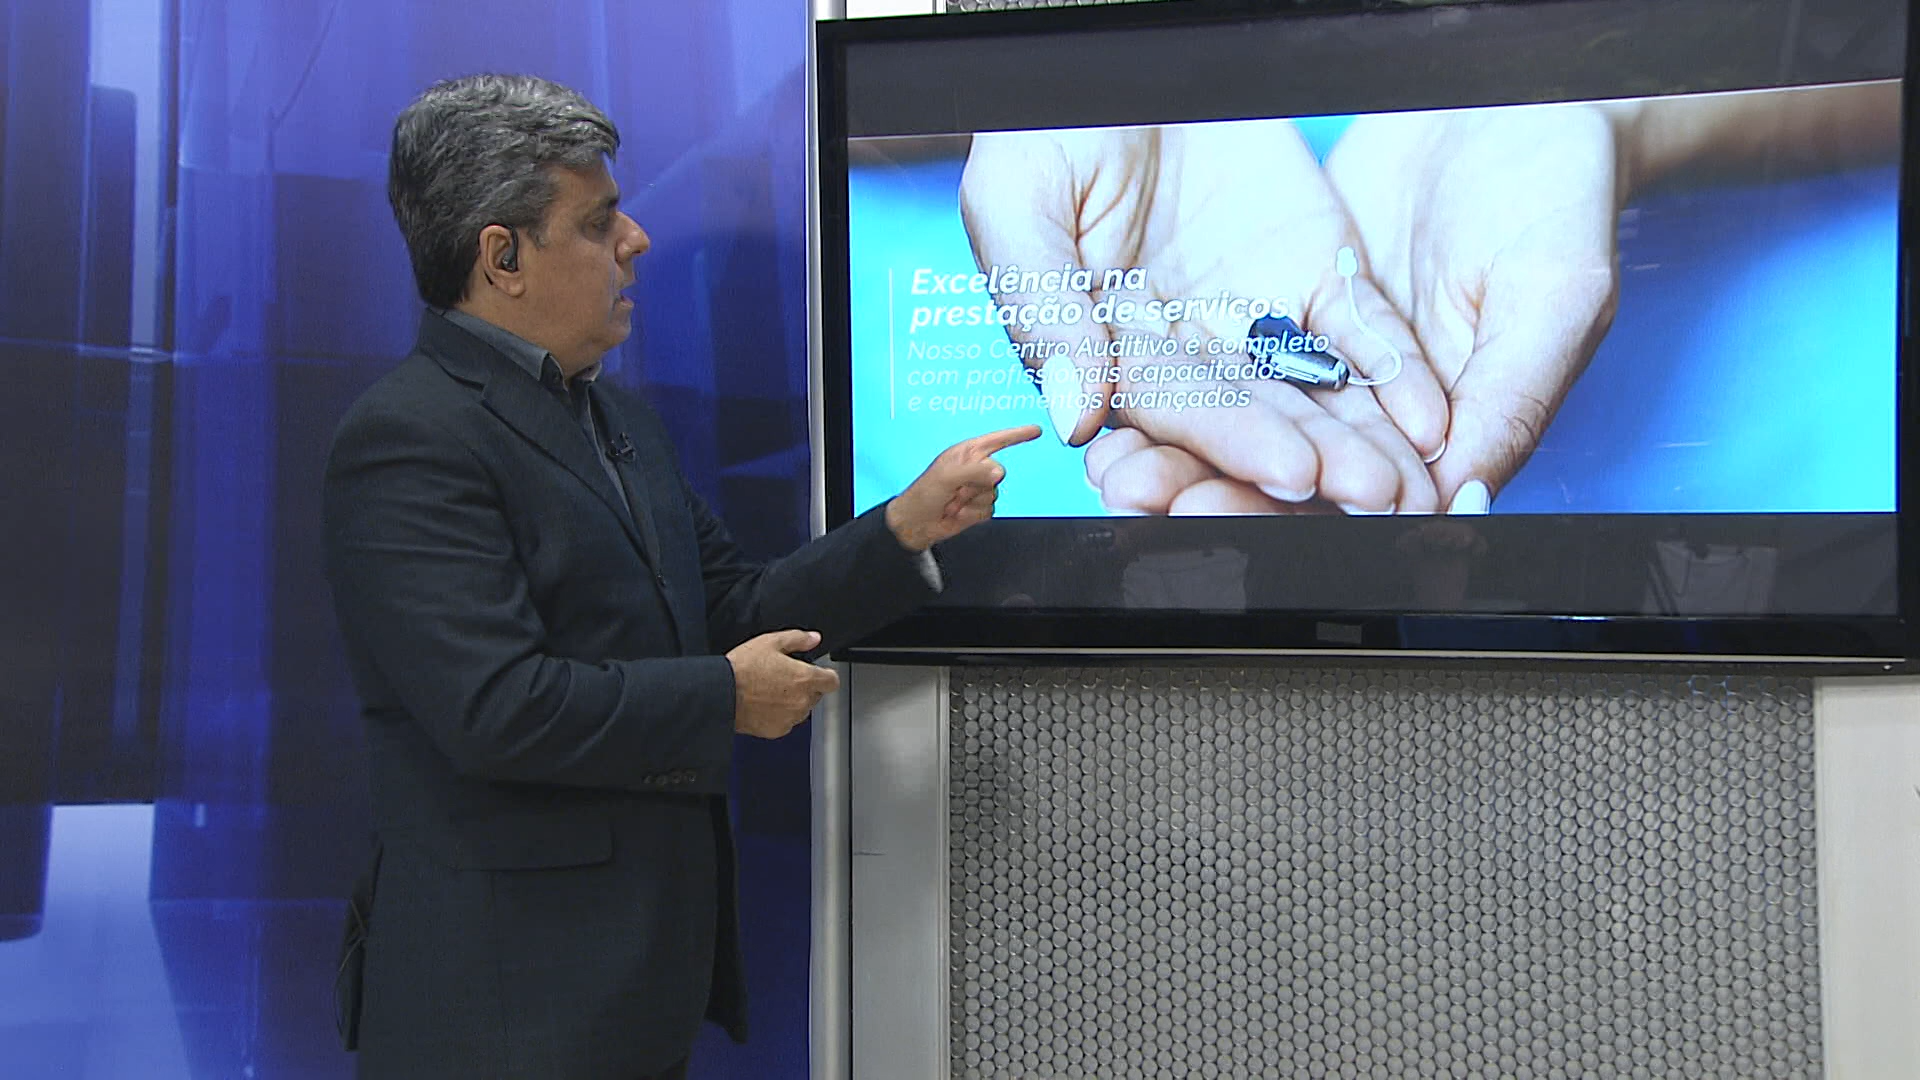 Excelência na
prestação de serviços
Nosso Centro Auditivo é completo
com profissionais capacitados
e equipamentos avançados